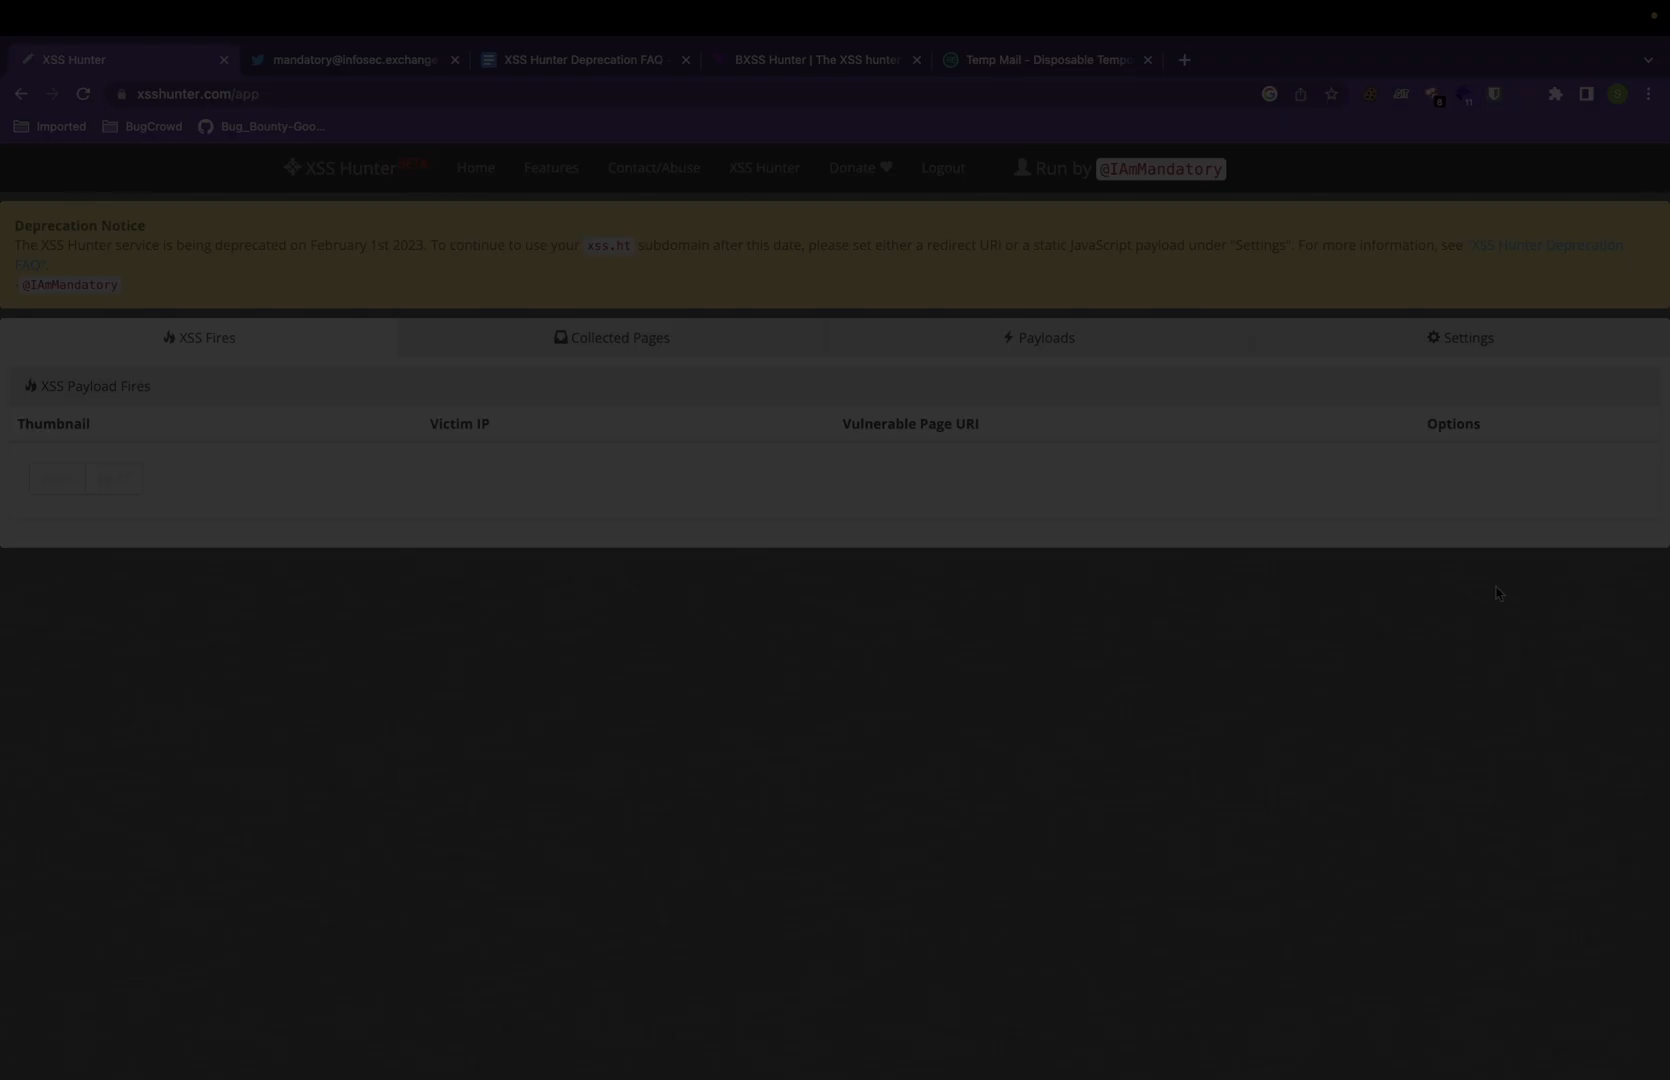 XSS Hunter
mandatory@infosec.exchange
XSS Hunter Deprecation FAQ -
BXSS Hunter | The XSS hunter
Temp Mail - Disposable Tempo
xsshunter.com/app
8
11
S
Imported
BugCrowd
Bug_Bounty-Goo...
XSS Hunter BETA
Home
Features
Contact/Abuse
XSS Hunter
Donate
Logout
Run by @IAmMandatory
Deprecation Notice
The XSS Hunter service is being deprecated on February 1st 2023. To continue to use your xss.ht subdomain after this date, please set either a redirect URI or a static JavaScript payload under "Settings". For more information, see "XSS Hunter Deprecation
FAQ".
- @IAmMandatory
XSS Fires
Collected Pages
Payloads
Settings
XSS Payload Fires
Thumbnail
Victim IP
Vulnerable Page URI
Options